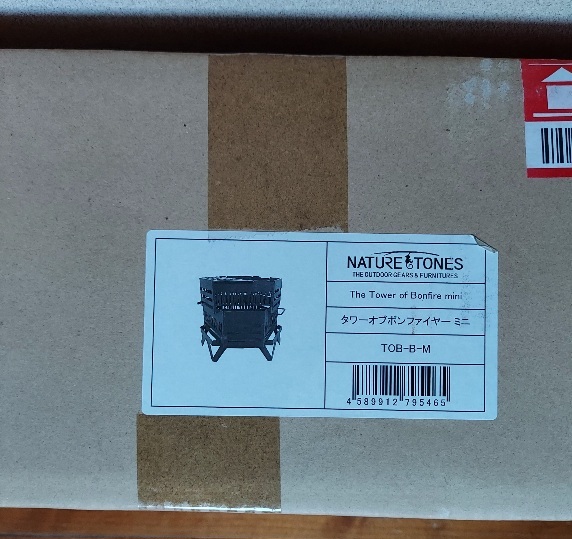 NATURE TONES
THE OUTDOOR GEARS & FURNITURES
The Tower of Bonfire mini
タワーオブボンファイヤー ミニ
TOB-B-M
4 589912 795465